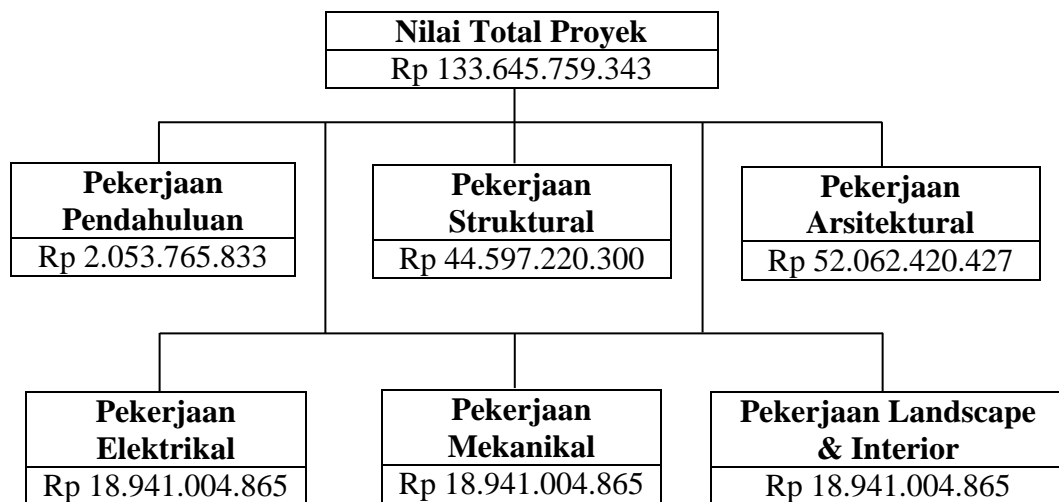 Nilai Total Proyek
Rp 133.645.759.343
Pekerjaan
Pendahuluan
Rp 2.053.765.833
Pekerjaan
Struktural
Rp 44.597.220.300
Pekerjaan
Arsitektural
Rp 52.062.420.427
Pekerjaan
Elektrikal
Rp 18.941.004.865
Pekerjaan
Mekanikal
Rp 18.941.004.865
Pekerjaan Landscape
& Interior
Rp 18.941.004.865